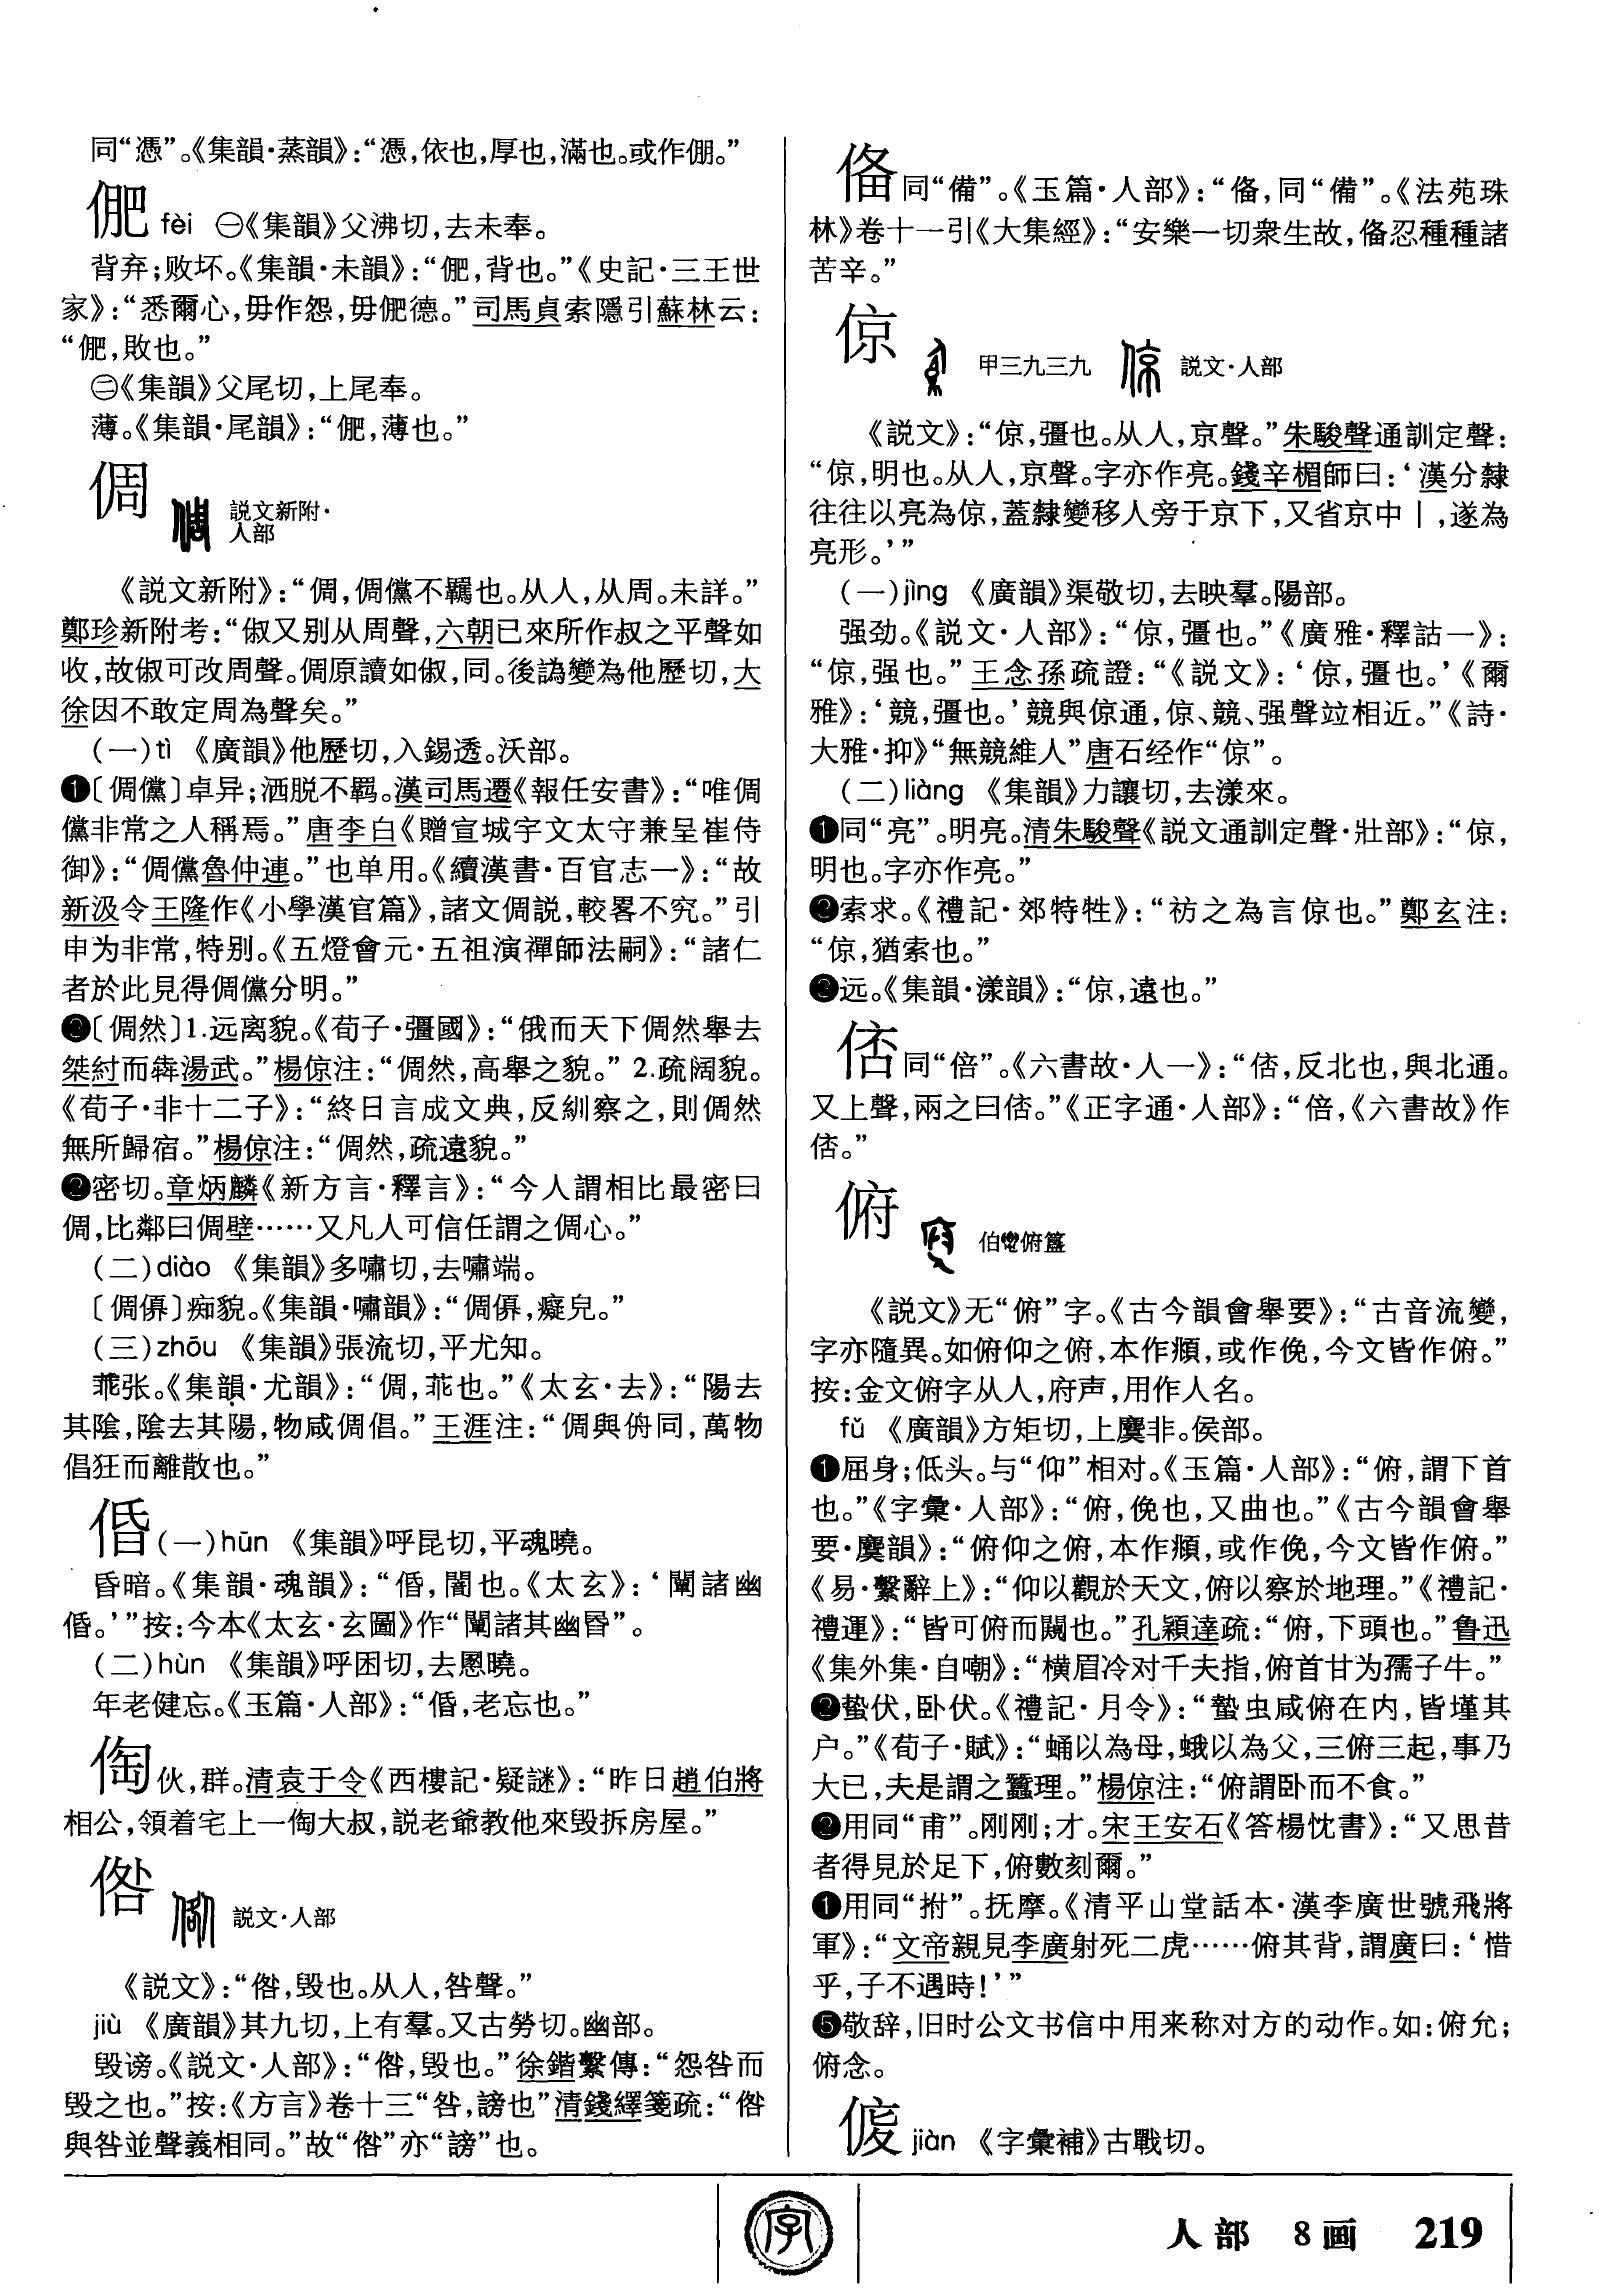 同“憑”。《集韻·蒸韻》：“憑，依也，厚也，滿也。或作倗。”
俷 fèi ㊀《集韻》父沸切，去未奉。
背弃；败坏。《集韻·未韻》：“俷，背也。”《史記·三王世
家》：“悉爾心，毋作怨，毋俷德。”司馬貞索隱引蘇林云：
“俷，敗也。”
㊁《集韻》父尾切，上尾奉。
薄。《集韻·尾韻》：“俷，薄也。”
倜 説文新附·
人部
《説文新附》：“倜，倜儻不羈也。从人，从周。未詳。”
鄭珍新附考：“俶又别从周聲，六朝已來所作叔之平聲如
收，故俶可改周聲。倜原讀如俶，同。後譌變為他歷切，大
徐因不敢定周為聲矣。”
（一）tì 《廣韻》他歷切，入錫透。沃部。
❶〔倜儻〕卓异；洒脱不羁。漢司馬遷《報任安書》：“唯倜
儻非常之人稱焉。”唐李白《贈宣城宇文太守兼呈崔侍
御》：“倜儻魯仲連。”也单用。《續漢書·百官志一》：“故
新汲令王隆作《小學漢官篇》，諸文倜説，較畧不究。”引
申为非常，特别。《五燈會元·五祖演禪師法嗣》：“諸仁
者於此見得倜儻分明。”
❷〔倜然〕1.远离貌。《荀子·彊國》：“俄而天下倜然舉去
桀紂而犇湯武。”楊倞注：“倜然，高舉之貌。” 2.疏阔貌。
《荀子·非十二子》：“終日言成文典，反紃察之，則倜然
無所歸宿。”楊倞注：“倜然，疏遠貌。”
❷密切。章炳麟《新方言·釋言》：“今人謂相比最密曰
倜，比鄰曰倜壁……又凡人可信任謂之倜心。”
（二）diào 《集韻》多嘯切，去嘯端。
〔倜㑿〕痴貌。《集韻·嘯韻》：“倜㑿，癡皃。”
（三）zhōu 《集韻》張流切，平尤知。
乖张。《集韻·尤韻》：“倜，乖也。”《太玄·去》：“陽去
其陰，陰去其陽，物咸倜倡。”王涯注：“倜與侜同，萬物
倡狂而離散也。”
㑻（一）hūn 《集韻》呼昆切，平魂曉。
昏暗。《集韻·魂韻》：“㑻，闇也。《太玄》：‘闡諸幽
㑻。’”按：今本《太玄·玄圖》作“闡諸其幽昬”。
（二）hùn 《集韻》呼困切，去慁曉。
年老健忘。《玉篇·人部》：“㑻，老忘也。”
㑽 伙，群。清袁于令《西樓記·疑謎》：“昨日趙伯將
相公，領着宅上一㑽大叔，説老爺教他來毁拆房屋。”
倃 説文·人部
《説文》：“倃，毁也。从人，咎聲。”
jiù 《廣韻》其九切，上有羣。又古勞切。幽部。
毁谤。《説文·人部》：“倃，毁也。”徐鍇繫傳：“怨咎而
毁之也。”按：《方言》卷十三“咎，謗也”清錢繹箋疏：“倃
與咎並聲義相同。”故“倃”亦“謗”也。
俻 同“備”。《玉篇·人部》：“俻，同“備”。《法苑珠
林》卷十一引《大集經》：“安樂一切衆生故，俻忍種種諸
苦辛。”
倞 甲三九三九 説文·人部
《説文》：“倞，彊也。从人，京聲。”朱駿聲通訓定聲：
“倞，明也。从人，京聲。字亦作亮。錢辛楣師曰：‘漢分隸
往往以亮為倞，蓋隸變移人旁于京下，又省京中丨，遂為
亮形。’”
（一）jìng 《廣韻》渠敬切，去映羣。陽部。
强劲。《説文·人部》：“倞，彊也。”《廣雅·釋詁一》：
“倞，强也。”王念孫疏證：“《説文》：‘倞，彊也。’《爾
雅》：‘競，彊也。’競與倞通，倞、競、强聲竝相近。”《詩·
大雅·抑》“無競維人”唐石经作“倞”。
（二）liàng 《集韻》力讓切，去漾來。
❶同“亮”。明亮。清朱駿聲《説文通訓定聲·壯部》：“倞，
明也。字亦作亮。”
❷索求。《禮記·郊特牲》：“祊之為言倞也。”鄭玄注：
“倞，猶索也。”
❷远。《集韻·漾韻》：“倞，遠也。”
㑀 同“倍”。《六書故·人一》：“㑀，反北也，與北通。
又上聲，兩之曰㑀。”《正字通·人部》：“倍，《六書故》作
㑀。”
俯 俯簠
《説文》无“俯”字。《古今韻會舉要》：“古音流變，
字亦隨異。如俯仰之俯，本作頫，或作俛，今文皆作俯。”
按：金文俯字从人，府声，用作人名。
fǔ 《廣韻》方矩切，上麌非。侯部。
❶屈身；低头。与“仰”相对。《玉篇·人部》：“俯，謂下首
也。”《字彙·人部》：“俯，俛也，又曲也。”《古今韻會舉
要·麌韻》：“俯仰之俯，本作頫，或作俛，今文皆作俯。”
《易·繫辭上》：“仰以觀於天文，俯以察於地理。”《禮記·
禮運》：“皆可俯而闚也。”孔穎達疏：“俯，下頭也。”鲁迅
《集外集·自嘲》：“横眉冷对千夫指，俯首甘为孺子牛。”
❷蛰伏，卧伏。《禮記·月令》：“蟄虫咸俯在内，皆墐其
户。”《荀子·賦》：“蛹以為母，蛾以為父，三俯三起，事乃
大已，夫是謂之蠶理。”楊倞注：“俯謂卧而不食。”
❷用同“甫”。刚刚；才。宋王安石《答楊忱書》：“又思昔
者得見於足下，俯數刻爾。”
❶用同“拊”。抚摩。《清平山堂話本·漢李廣世號飛將
軍》：“文帝親見李廣射死二虎……俯其背，謂廣曰：‘惜
乎，子不遇時！’”
❺敬辞，旧时公文书信中用来称对方的动作。如：俯允；
俯念。
jiàn 《字彙補》古戰切。
字
人部 8画 219